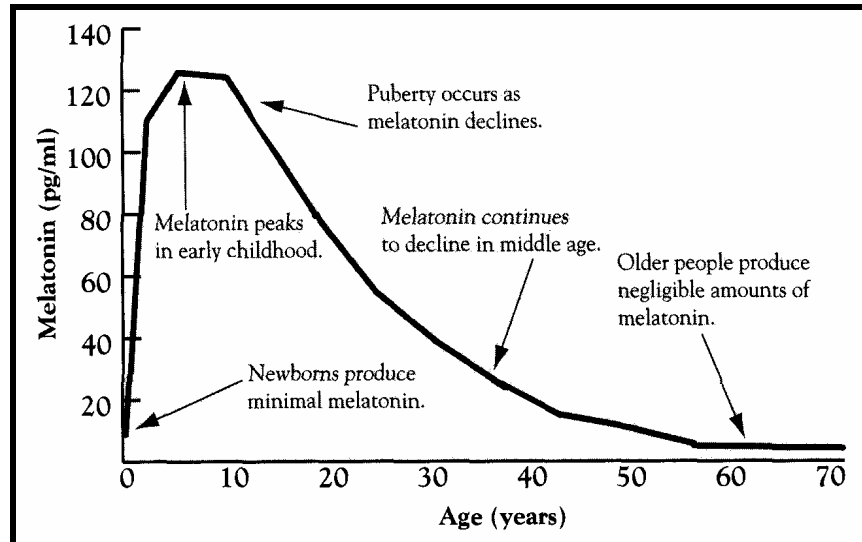 140
120
100
80
60
40
20
Melatonin (pg/ml)
Puberty occurs as
melatonin declines.
Melatonin peaks
in early childhood.
Melatonin continues
to decline in middle age.
Older people produce
negligible amounts of
melatonin.
Newborns produce
minimal melatonin.
0 10 20 30 40 50 60 70
Age (years)